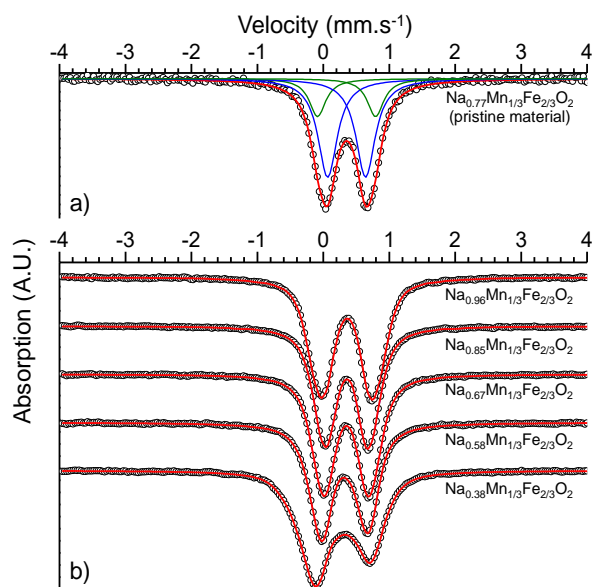 Velocity (mm.s⁻¹)
-4 -3 -2 -1 0 1 2 3 4
Na₀.₇₇Mn₁/₃Fe₂/₃O₂
(pristine material)
a)
-4 -3 -2 -1 0 1 2 3 4
Absorption (A.U.)
Na₀.₉₆Mn₁/₃Fe₂/₃O₂
Na₀.₈₅Mn₁/₃Fe₂/₃O₂
Na₀.₆₇Mn₁/₃Fe₂/₃O₂
Na₀.₅₈Mn₁/₃Fe₂/₃O₂
Na₀.₃₈Mn₁/₃Fe₂/₃O₂
b)